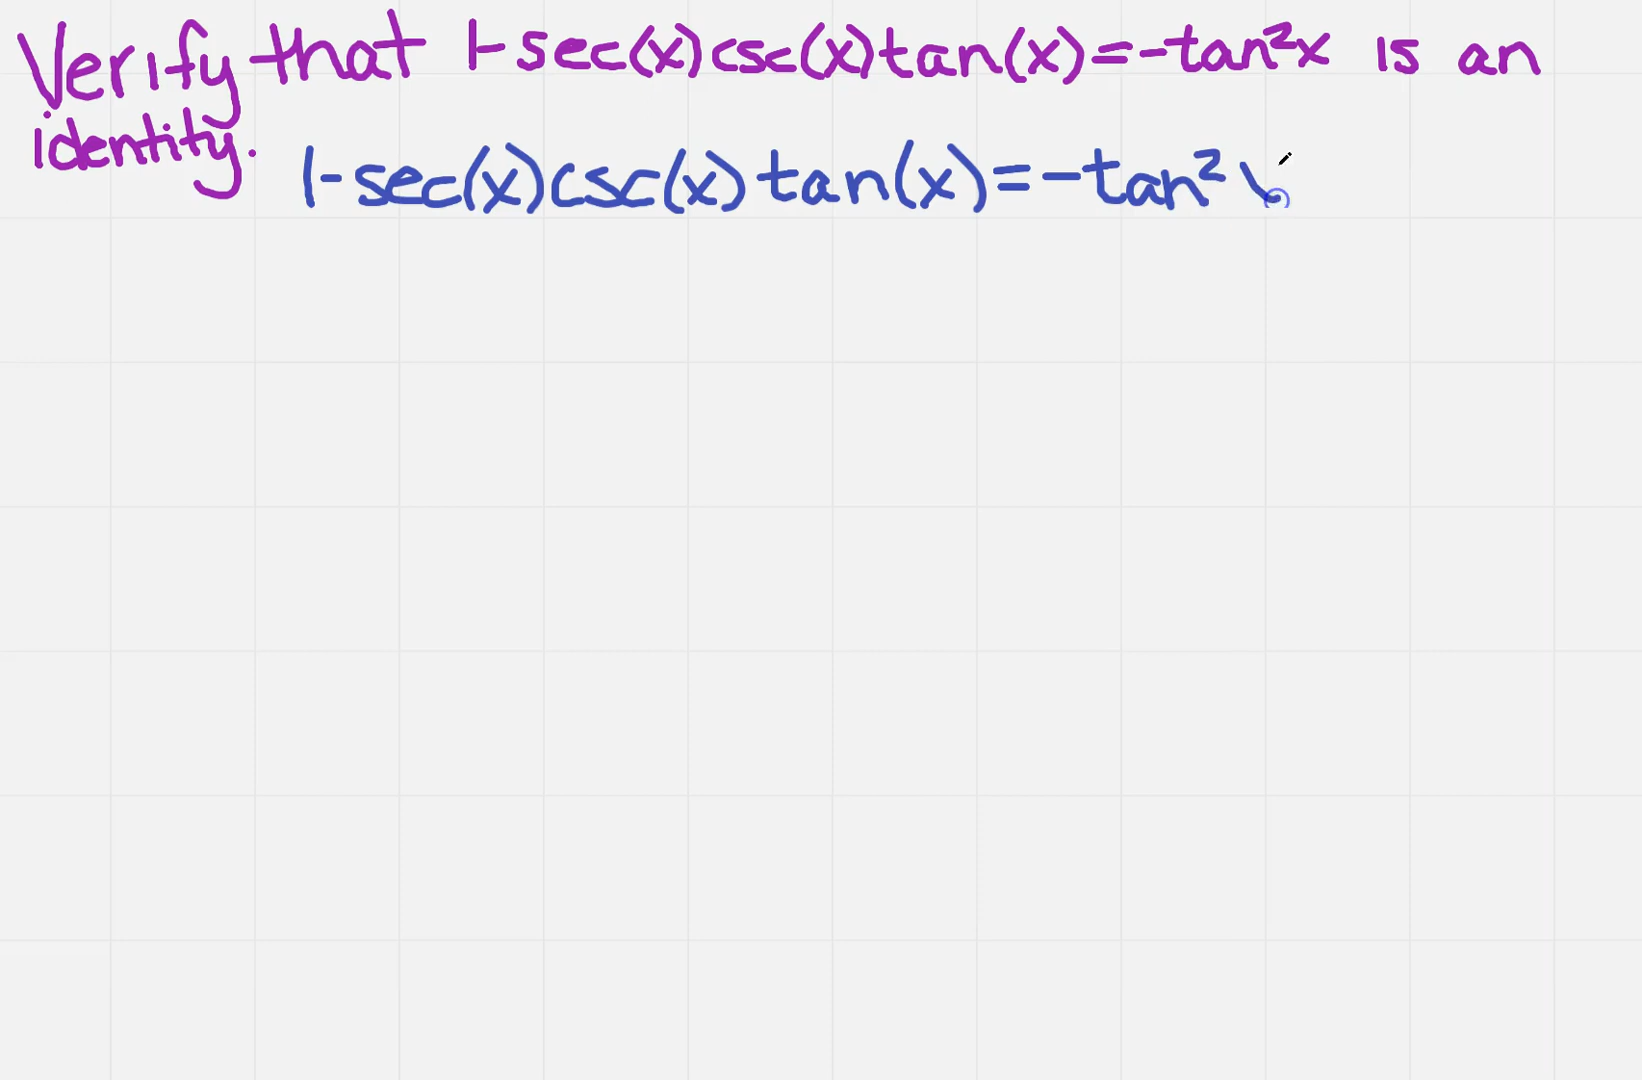 Verify that 1-sec(x)csc(x)tan(x)=-tan²x is an
identity.
1-sec(x)csc(x)tan(x)=-tan²